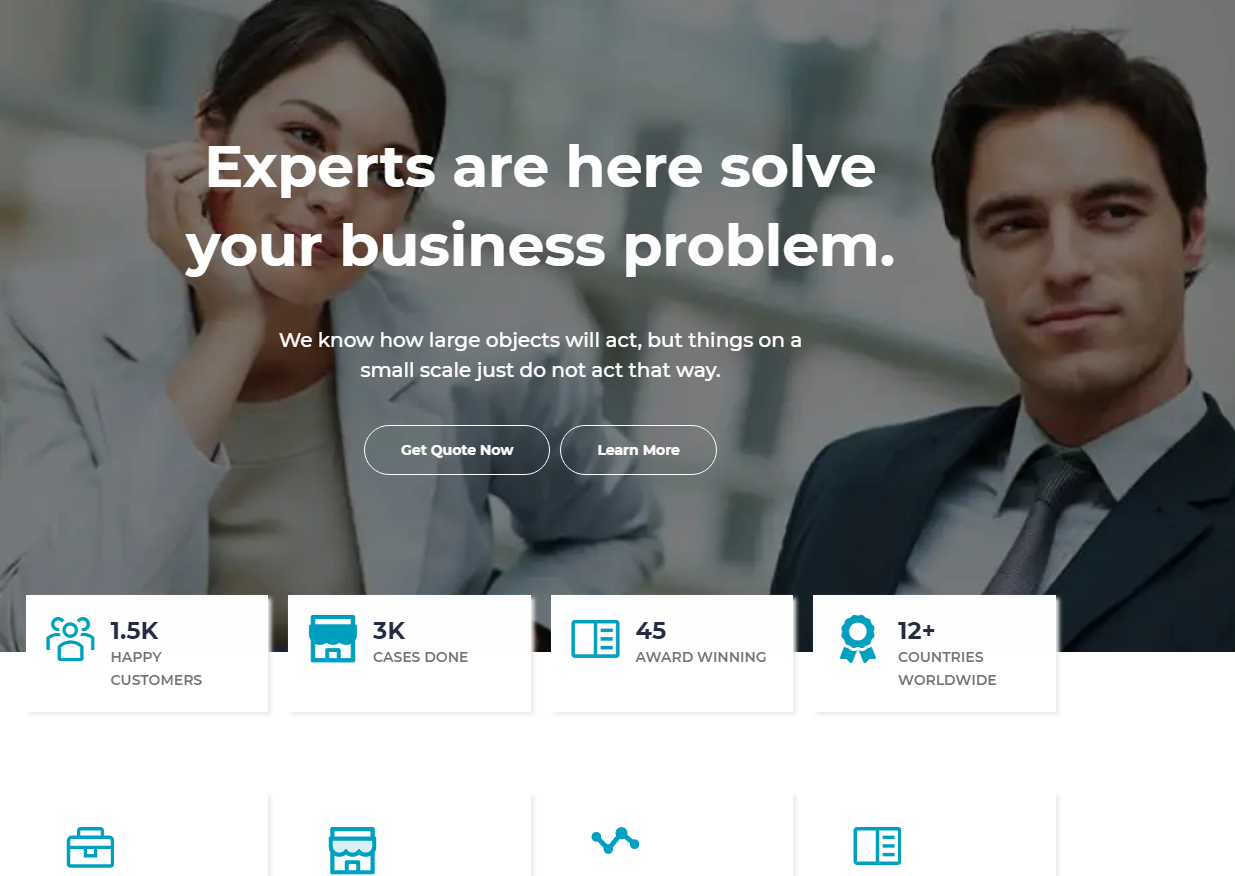 Experts are here solve
your business problem.
We know how large objects will act, but things on a
small scale just do not act that way.
Get Quote Now
Learn More
1.5K
HAPPY
CUSTOMERS
3K
CASES DONE
45
AWARD WINNING
12+
COUNTRIES
WORLDWIDE